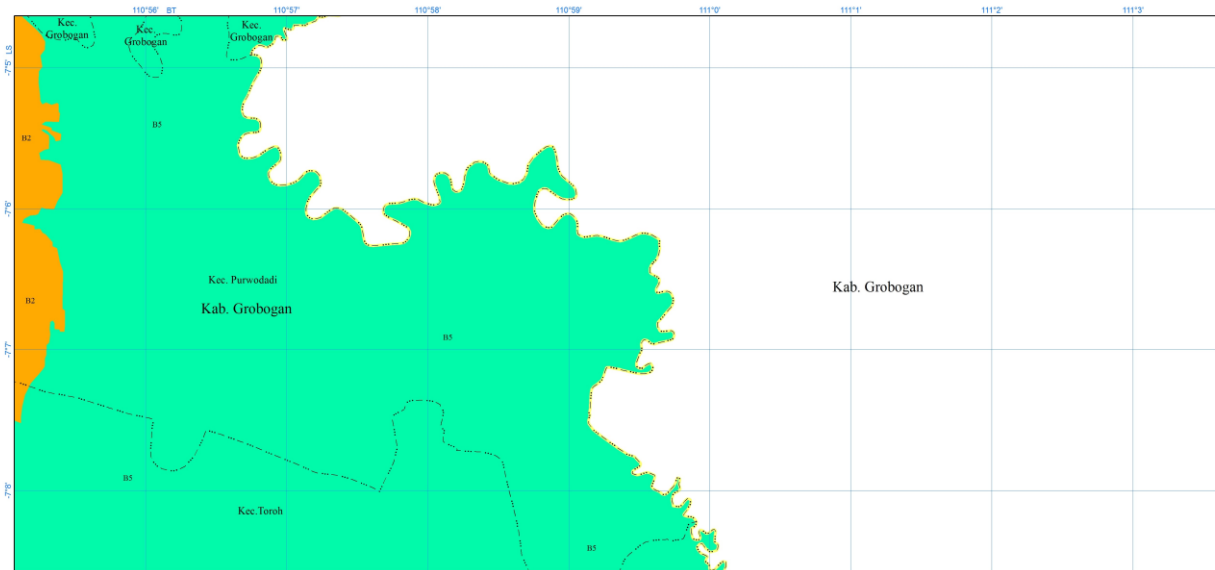 110°56' BT
110°57'
110°58'
110°59'
111°0'
111°1'
111°2'
111°3'
Kec.
Grobogan
Kec.
Grobogan
Kec.
Grobogan
LS
-7°5'
B5
B2
-7°6'
Kec. Purwodadi
Kab. Grobogan
Kab. Grobogan
B2
B5
-7°7'
B5
-7°8'
Kec.Toroh
B5